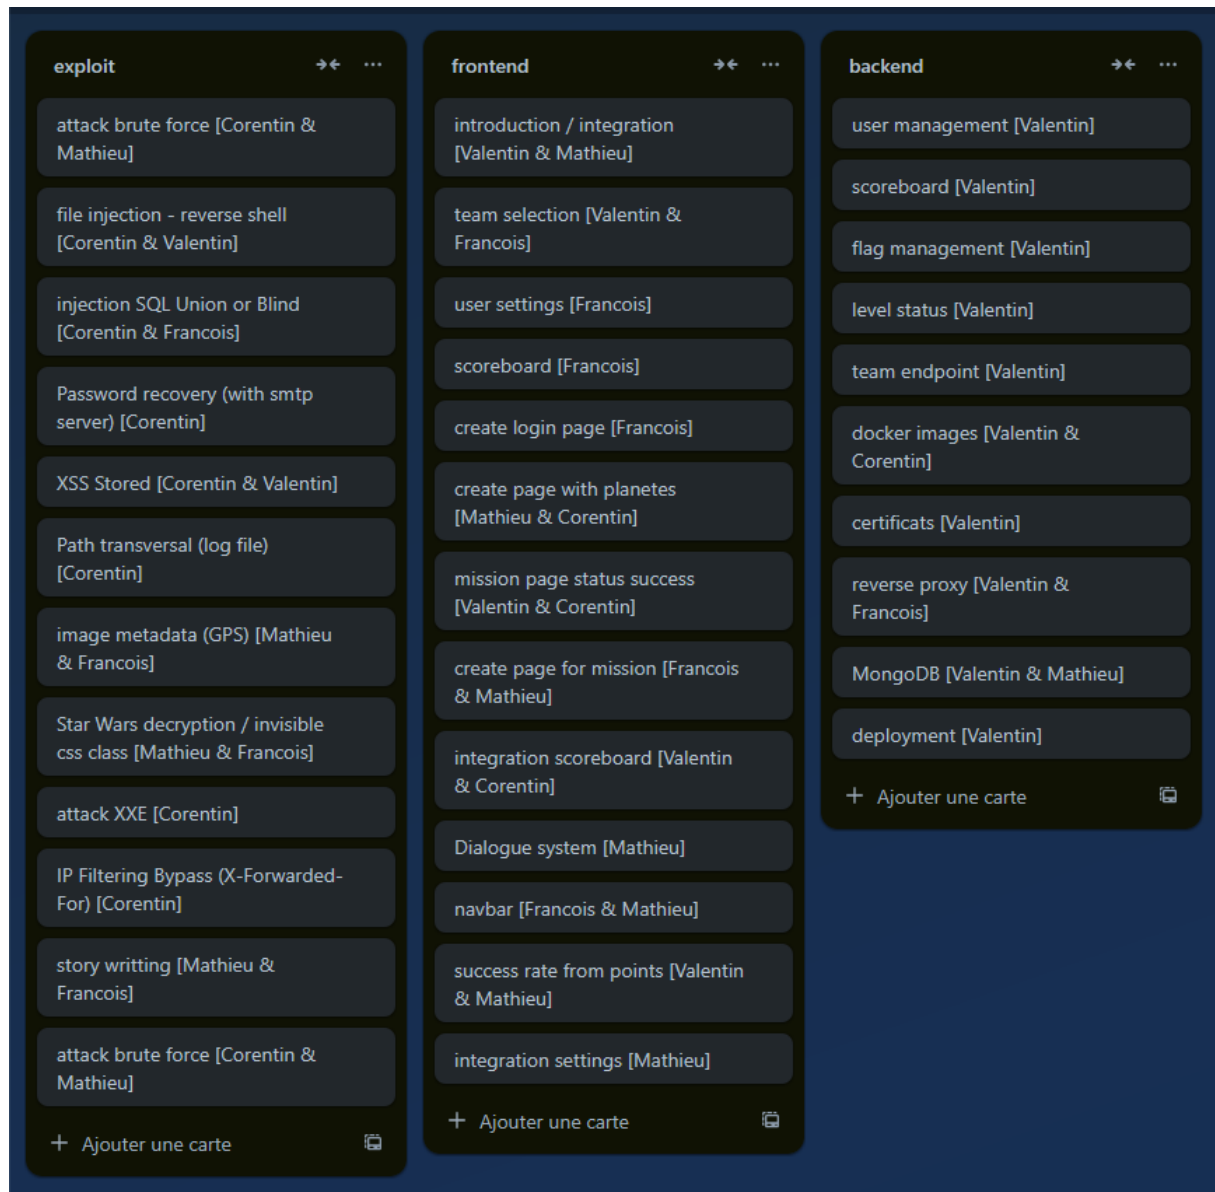 exploit
attack brute force [Corentin &
Mathieu]
file injection - reverse shell
[Corentin & Valentin]
injection SQL Union or Blind
[Corentin & Francois]
Password recovery (with smtp
server) [Corentin]
XSS Stored [Corentin & Valentin]
Path transversal (log file)
[Corentin]
image metadata (GPS) [Mathieu
& Francois]
Star Wars decryption / invisible
css class [Mathieu & Francois]
attack XXE [Corentin]
IP Filtering Bypass (X-Forwarded-
For) [Corentin]
story writting [Mathieu &
Francois]
attack brute force [Corentin &
Mathieu]
+ Ajouter une carte
frontend
introduction / integration
[Valentin & Mathieu]
team selection [Valentin &
Francois]
user settings [Francois]
scoreboard [Francois]
create login page [Francois]
create page with planetes
[Mathieu & Corentin]
mission page status success
[Valentin & Corentin]
create page for mission [Francois
& Mathieu]
integration scoreboard [Valentin
& Corentin]
Dialogue system [Mathieu]
navbar [Francois & Mathieu]
success rate from points [Valentin
& Mathieu]
integration settings [Mathieu]
+ Ajouter une carte
backend
user management [Valentin]
scoreboard [Valentin]
flag management [Valentin]
level status [Valentin]
team endpoint [Valentin]
docker images [Valentin &
Corentin]
certificats [Valentin]
reverse proxy [Valentin &
Francois]
MongoDB [Valentin & Mathieu]
deployment [Valentin]
+ Ajouter une carte